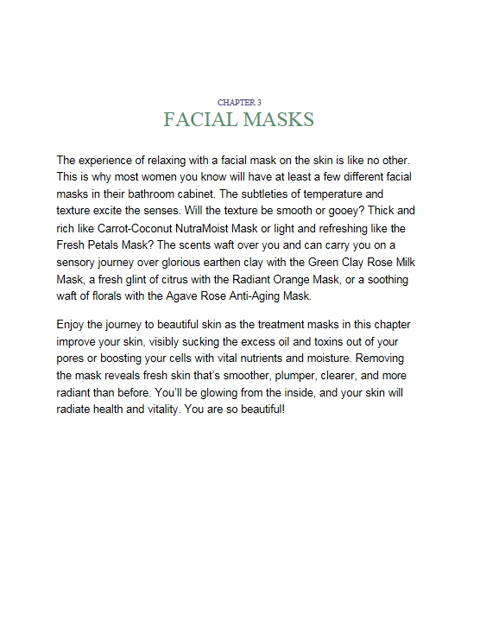 CHAPTER 3
FACIAL MASKS
The experience of relaxing with a facial mask on the skin is like no other.
This is why most women you know will have at least a few different facial
masks in their bathroom cabinet. The subtleties of temperature and
texture excite the senses. Will the texture be smooth or gooey? Thick and
rich like Carrot-Coconut NutraMoist Mask or light and refreshing like the
Fresh Petals Mask? The scents waft over you and can carry you on a
sensory journey over glorious earthen clay with the Green Clay Rose Milk
Mask, a fresh glint of citrus with the Radiant Orange Mask, or a soothing
waft of florals with the Agave Rose Anti-Aging Mask.
Enjoy the journey to beautiful skin as the treatment masks in this chapter
improve your skin, visibly sucking the excess oil and toxins out of your
pores or boosting your cells with vital nutrients and moisture. Removing
the mask reveals fresh skin that’s smoother, plumper, clearer, and more
radiant than before. You’ll be glowing from the inside, and your skin will
radiate health and vitality. You are so beautiful!